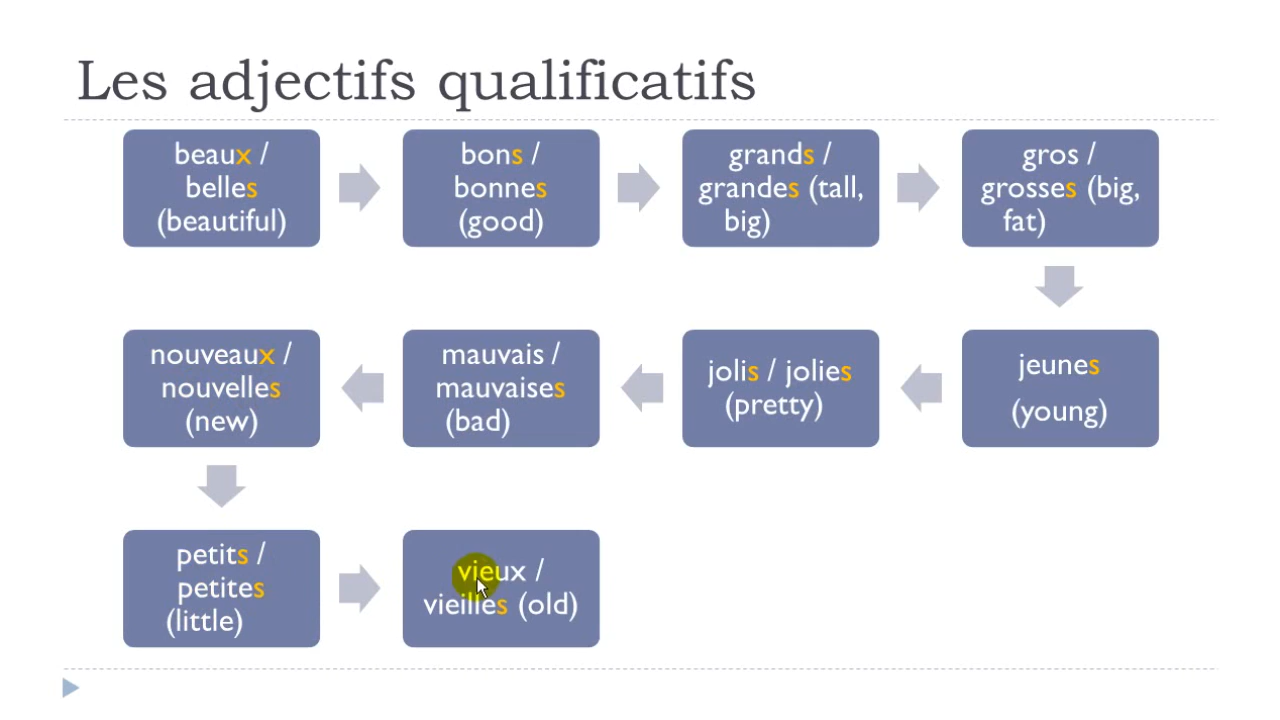 Les adjectifs qualificatifs
beaux /
belles
(beautiful)
bons /
bonnes
(good)
grands /
grandes (tall,
big)
gros /
grosses (big,
fat)
jeunes
(young)
jolis / jolies
(pretty)
mauvais /
mauvaises
(bad)
nouveaux /
nouvelles
(new)
petits /
petites
(little)
vieux /
vieilles (old)